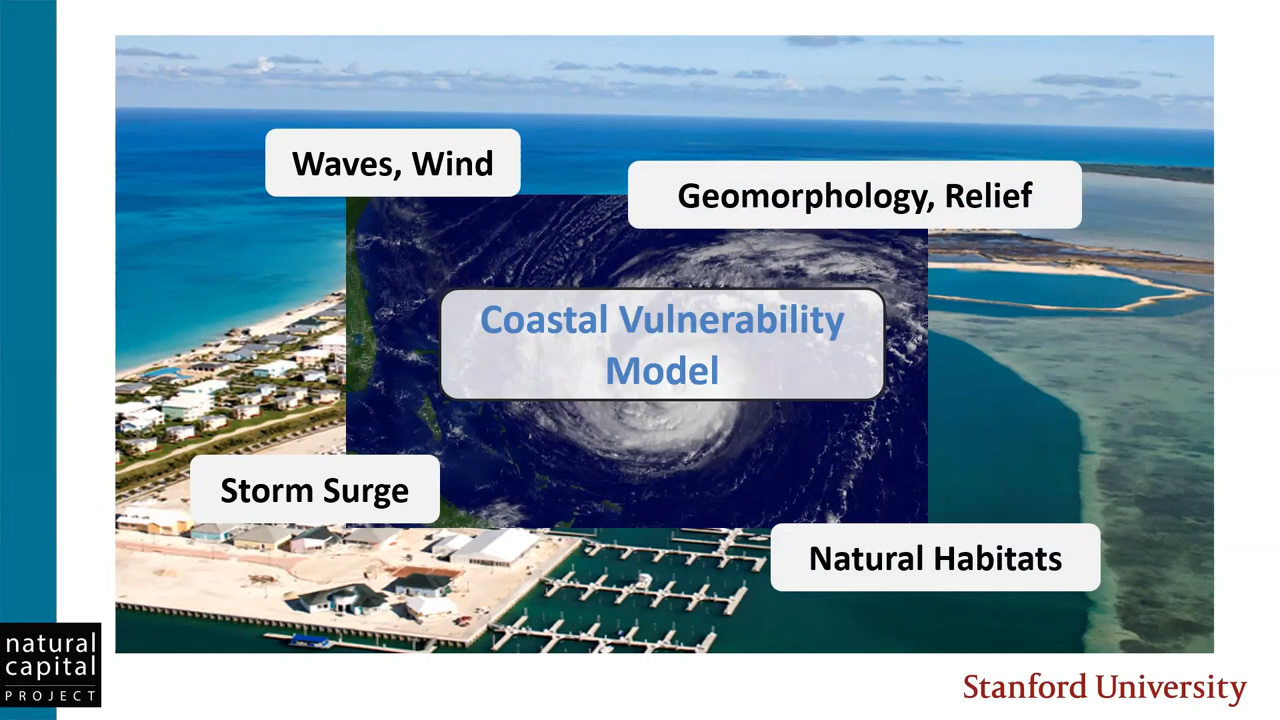 Waves, Wind
Geomorphology, Relief
Coastal Vulnerability
Model
Storm Surge
Natural Habitats
natural
capital
PROJECT
Stanford University